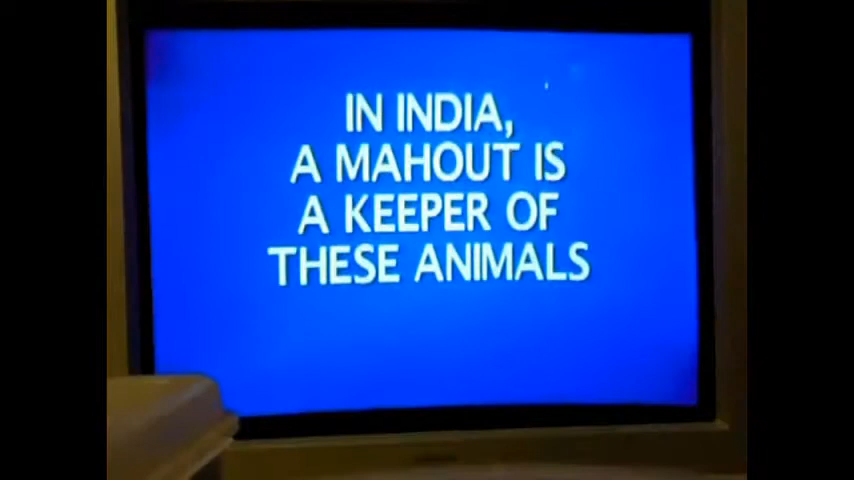 IN INDIA,
A MAHOUT IS
A KEEPER OF
THESE ANIMALS